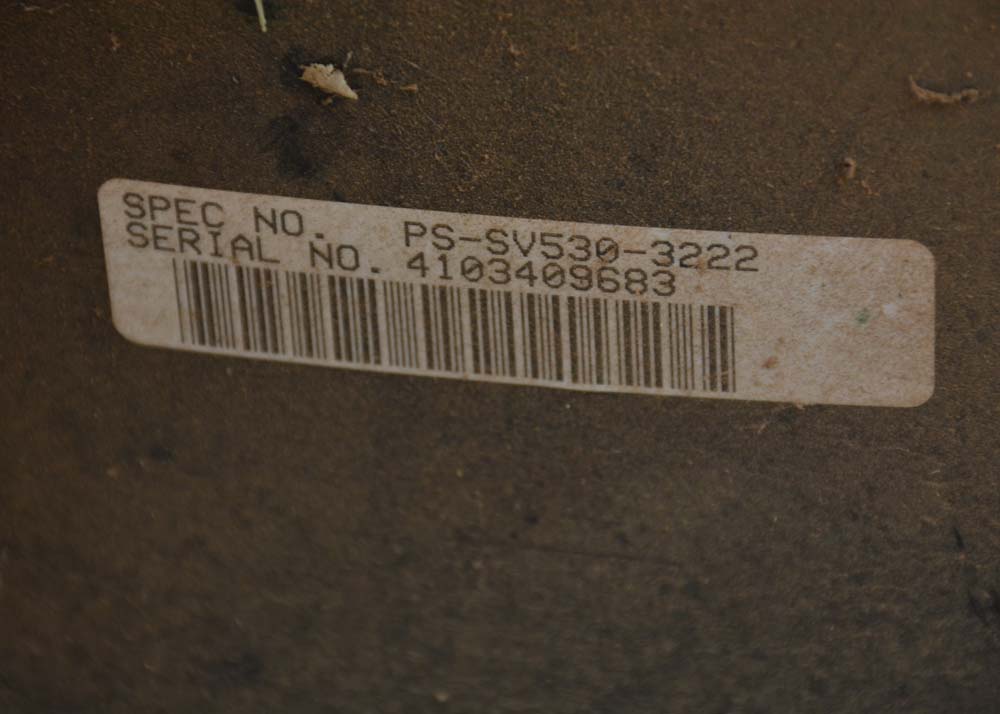 SPEC NO. PS-SV530-3222
SERIAL NO. 4103409683